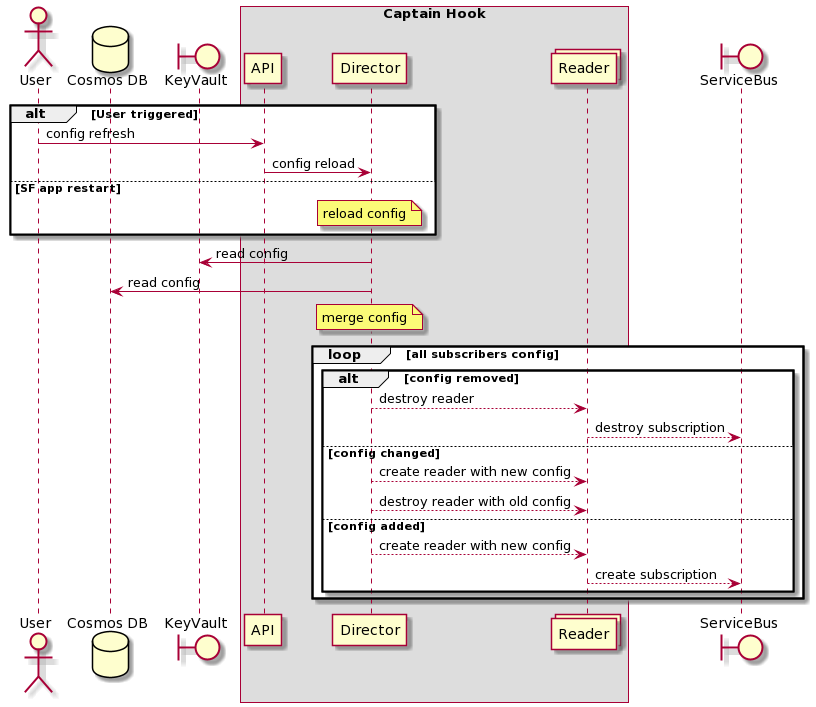 Captain Hook
User
Cosmos DB
KeyVault
API
Director
Reader
ServiceBus
alt [User triggered]
config refresh
config reload
[SF app restart]
reload config
read config
read config
merge config
loop [all subscribers config]
alt [config removed]
destroy reader
destroy subscription
[config changed]
create reader with new config
destroy reader with old config
[config added]
create reader with new config
create subscription
User
Cosmos DB
KeyVault
API
Director
Reader
ServiceBus